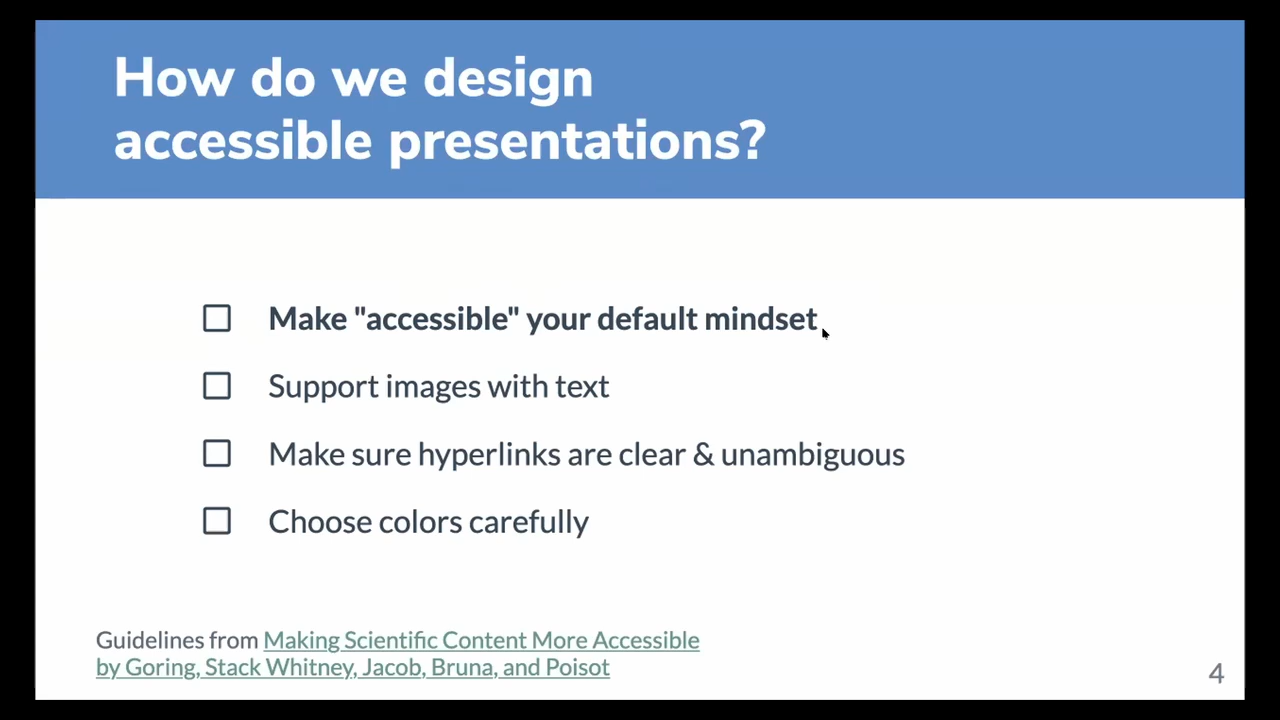 How do we design
accessible presentations?
Make "accessible" your default mindset
Support images with text
Make sure hyperlinks are clear & unambiguous
Choose colors carefully
Guidelines from Making Scientific Content More Accessible
by Goring, Stack Whitney, Jacob, Bruna, and Poisot
4